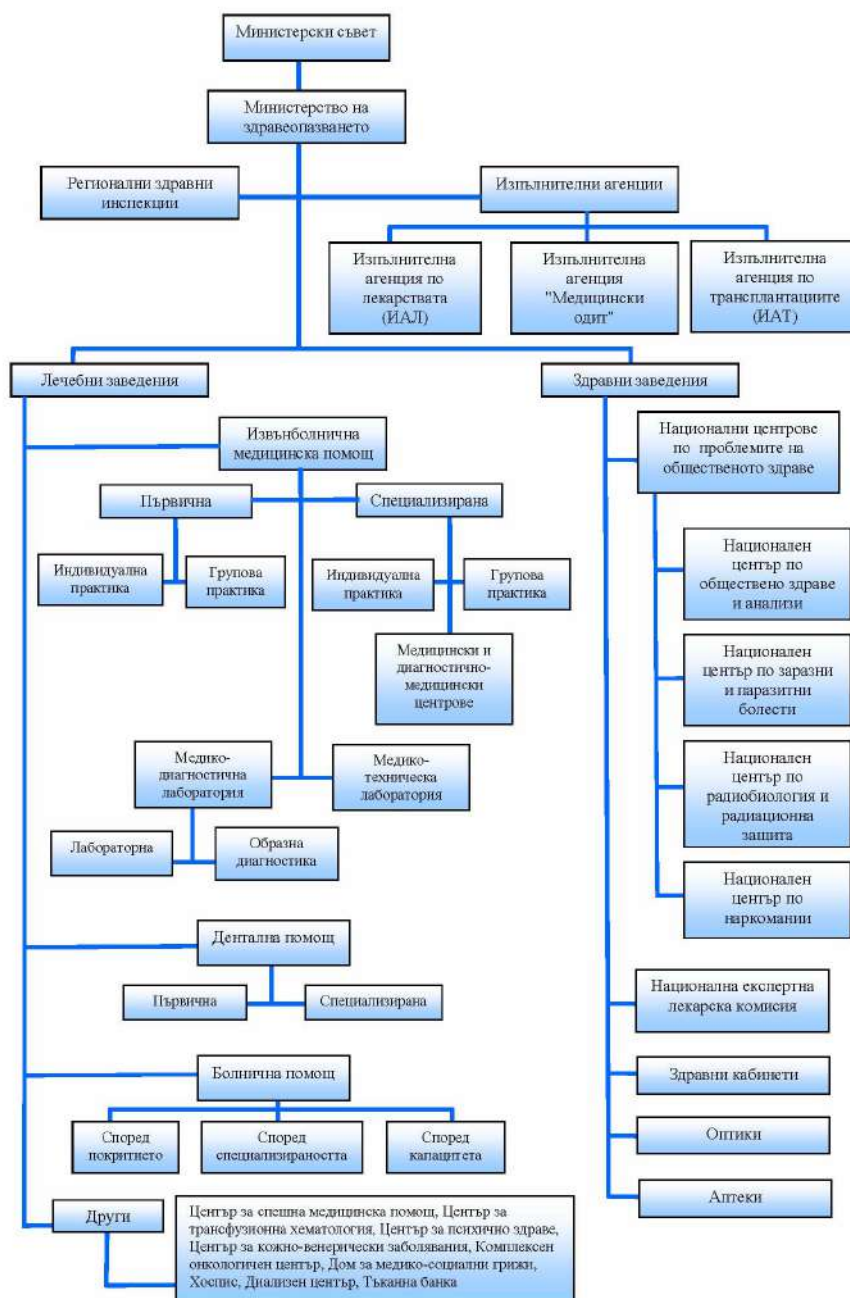 Министерски съвет
Министерство на
здравеопазването
Регионални здравни
инспекции
Изпълнителни агенции
Изпълнителна
агенция по
лекарствата
(ИАЛ)
Изпълнителна
агенция
"Медицински
одит"
Изпълнителна
агенция по
трансплантациите
(ИАТ)
Лечебни заведения
Здравни заведения
Извънболнична
медицинска помощ
Първична
Специализирана
Индивидуална
практика
Групова
практика
Индивидуална
практика
Групова
практика
Медицински и
диагностично-
медицински
центрове
Медико-
диагностична
лаборатория
Медико-
техническа
лаборатория
Лабораторна
Образна
диагностика
Дентална помощ
Първична
Специализирана
Болнична помощ
Според
покритието
Според
специализираността
Според
капацитета
Други
Център за спешна медицинска помощ, Център за
трансфузионна хематология, Център за психично здраве,
Център за кожно-венерически заболявания, Комплексен
онкологичен център, Дом за медико-социални грижи,
Хоспис, Диализен център, Тъканна банка
Национални центрове
по проблемите на
общественото здраве
Национален
център по
обществено здраве
и анализи
Национален
център по заразни
и паразитни
болести
Национален
център по
радиобиология и
радиационна
защита
Национален
център по
наркомании
Национална експертна
лекарска комисия
Здравни кабинети
Оптики
Аптеки